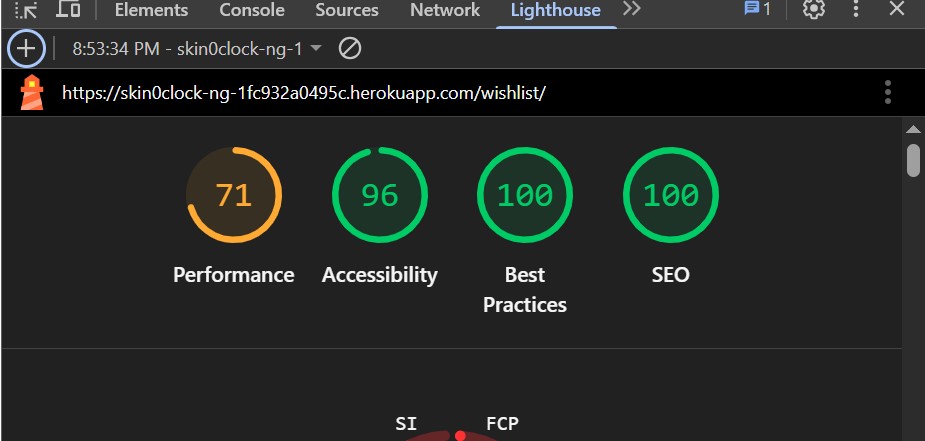 Elements Console Sources Network Lighthouse 1
8:53:34 PM - skin0clock-ng-1
https://skin0clock-ng-1fc932a0495c.herokuapp.com/wishlist/
71 96 100 100
Performance Accessibility Best Practices SEO
SI FCP